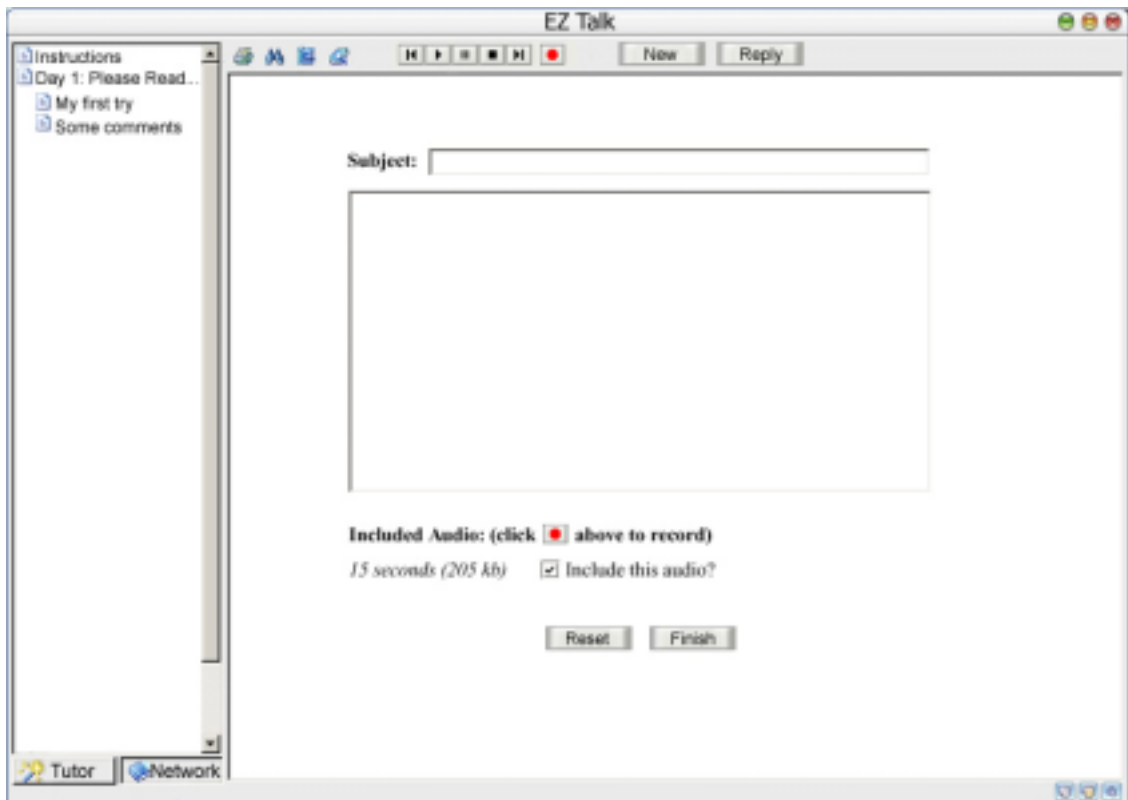 EZ Talk
Instructions
Day 1: Please Read...
My first try
Some comments
New
Reply
Subject:
Included Audio: (click above to record)
15 seconds (205 kb)
Include this audio?
Reset
Finish
Tutor
Network